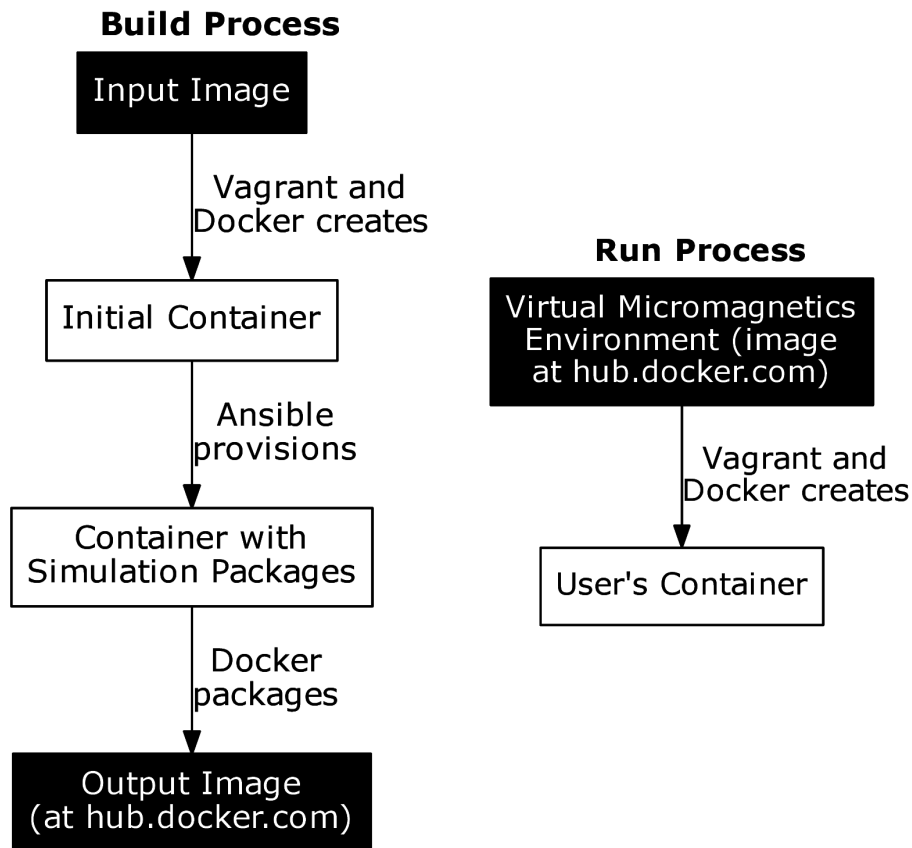 Build Process
Input Image
Vagrant and
Docker creates
Initial Container
Ansible
provisions
Container with
Simulation Packages
Docker
packages
Output Image
(at hub.docker.com)
Run Process
Virtual Micromagnetics
Environment (image
at hub.docker.com)
Vagrant and
Docker creates
User's Container